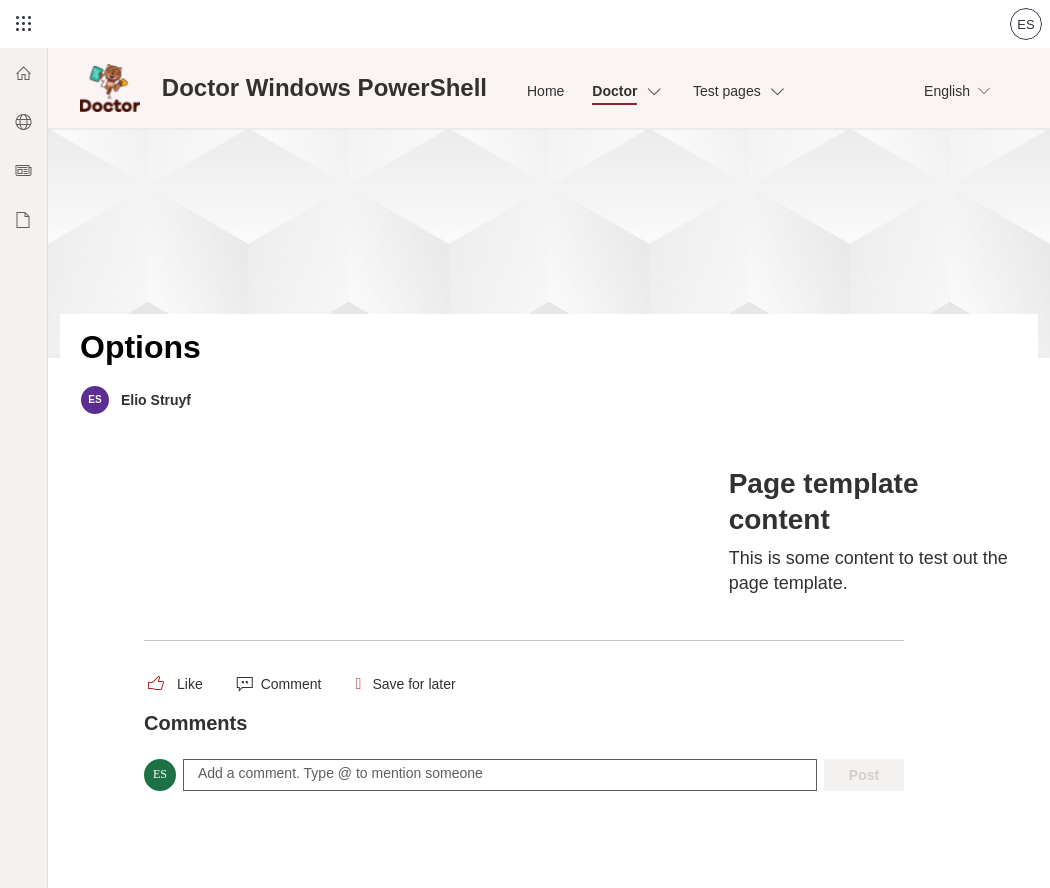 ES
Doctor
Doctor Windows PowerShell
Home
Doctor
Test pages
English
Options
ES
Elio Struyf
Page template
content
This is some content to test out the
page template.
Like
Comment
Save for later
Comments
ES
Add a comment. Type @ to mention someone
Post